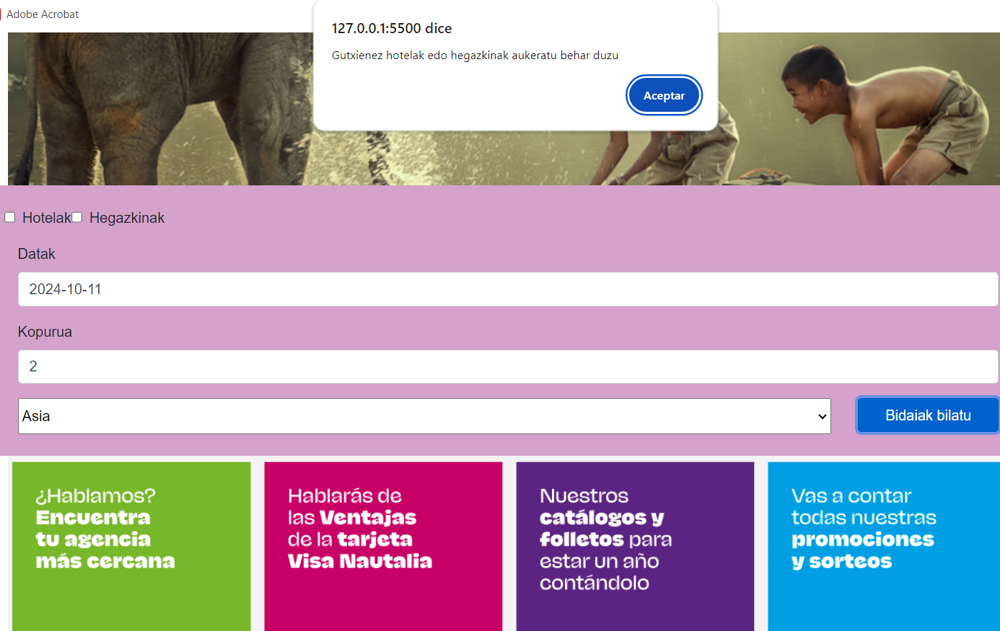 Adobe Acrobat
127.0.0.1:5500 dice
Gutxienez hotelak edo hegazkinak aukeratu behar duzu
Aceptar
Hotelak Hegazkinak
Datak
2024-10-11
Kopurua
2
Asia
Bidaiak bilatu
¿Hablamos?
Encuentra
tu agencia
más cercana
Hablarás de
las Ventajas
de la tarjeta
Visa Nautalia
Nuestros
catálogos y
folletos para
estar un año
contándolo
Vas a contar
todas nuestras
promociones
y sorteos